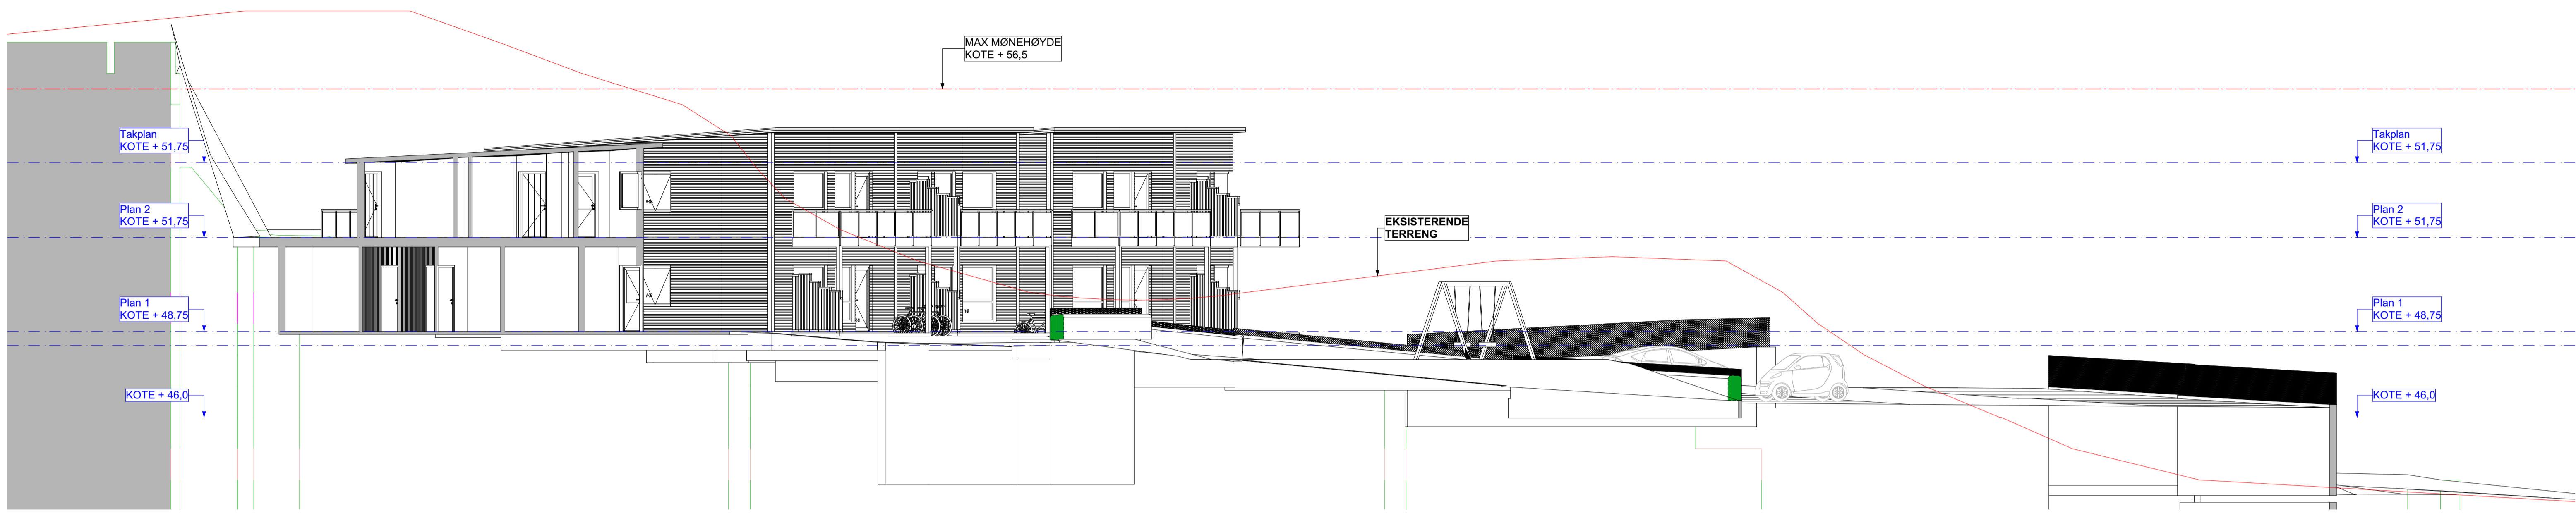 MAX MØNEHØYDE
KOTE + 56,5
Takplan
KOTE + 51,75
Takplan
KOTE + 51,75
Plan 2
KOTE + 51,75
EKSISTERENDE
TERRENG
Plan 2
KOTE + 51,75
Plan 1
KOTE + 48,75
Plan 1
KOTE + 48,75
KOTE + 46,0
KOTE + 46,0